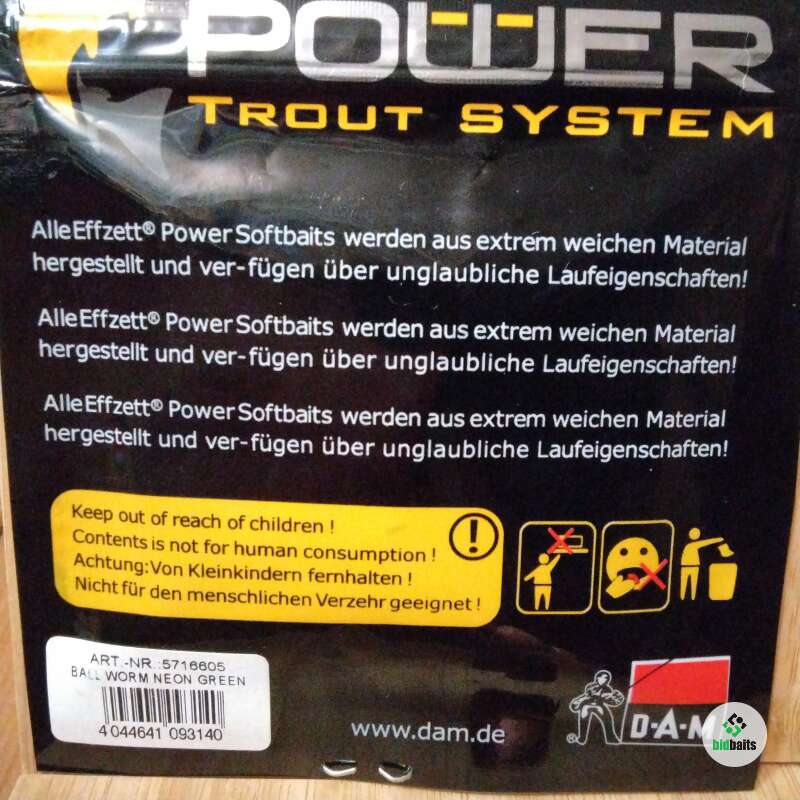 POWER
TROUT SYSTEM
Alle Effzett® Power Softbaits werden aus extrem weichen Material
hergestellt und ver-fügen über unglaubliche Laufeigenschaften!
Alle Effzett® Power Softbaits werden aus extrem weichen Material
hergestellt und ver-fügen über unglaubliche Laufeigenschaften!
Alle Effzett® Power Softbaits werden aus extrem weichen Material
hergestellt und ver-fügen über unglaubliche Laufeigenschaften!
Keep out of reach of children !
Contents is not for human consumption !
Achtung: Von Kleinkindern fernhalten !
Nicht für den menschlichen Verzehr geeignet !
ART.-NR.:5716605
BALL WORM NEON GREEN
4 044641 093140
www.dam.de
® D·A·M
bidbaits